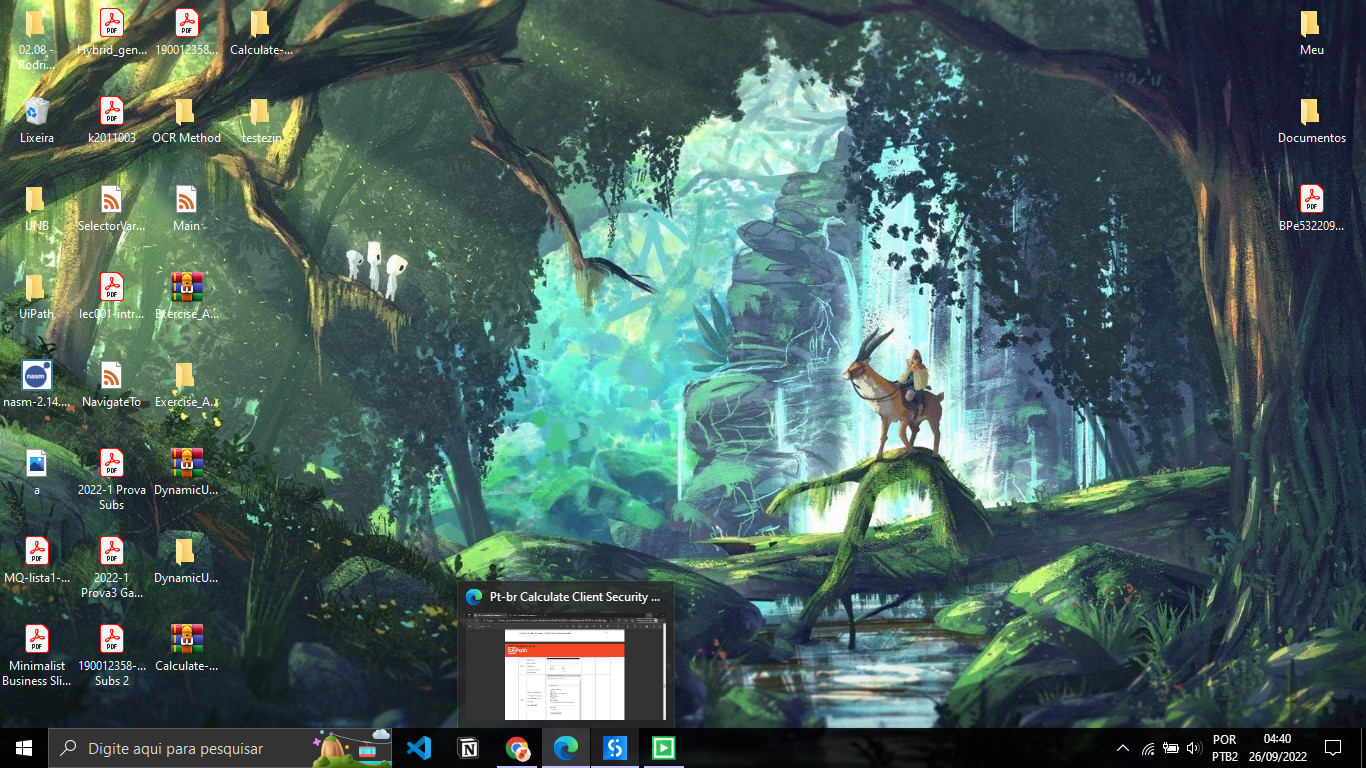 02.08 -
Rodri...
Hybrid_gen...
190012358...
Calculate-...
Meu
Lixeira
k2011003
OCR Method
testezin
Documentos
UNB
SelectorVar...
Main
BPe532209...
UiPath
lec001-intr...
Exercise_A...
nasm
nasm-2.14....
NavigateTo
Exercise_A...
a
2022-1 Prova
Subs
DynamicU...
MQ-lista1-...
2022-1
Prova3 Ga...
DynamicU...
Minimalist
Business Sli...
190012358-...
Subs 2
Calculate-...
Pt-br Calculate Client Security ...
UiPath
Digite aqui para pesquisar
POR
PTB2
04:40
26/09/2022